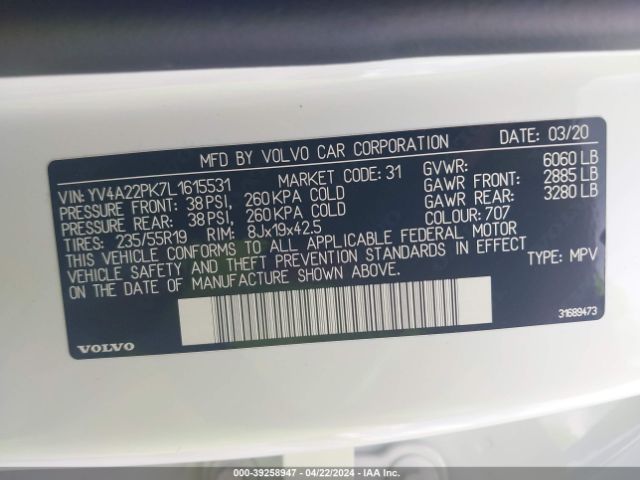 MFD BY VOLVO CAR CORPORATION DATE: 03/20
VIN: YV4A22PK7L1615531 MARKET CODE: 31 GVWR: 6060 LB
PRESSURE FRONT: 38 PSI, 260 KPA COLD GAWR FRONT: 2885 LB
PRESSURE REAR: 38 PSI, 260 KPA COLD GAWR REAR: 3280 LB
TIRES: 235/55R19 RIM: 8Jx19x42.5 COLOUR: 707
THIS VEHICLE CONFORMS TO ALL APPLICABLE FEDERAL MOTOR
VEHICLE SAFETY AND THEFT PREVENTION STANDARDS IN EFFECT
ON THE DATE OF MANUFACTURE SHOWN ABOVE. TYPE: MPV
31689473
VOLVO
000-39258947 | 04/22/2024 - IAA Inc.